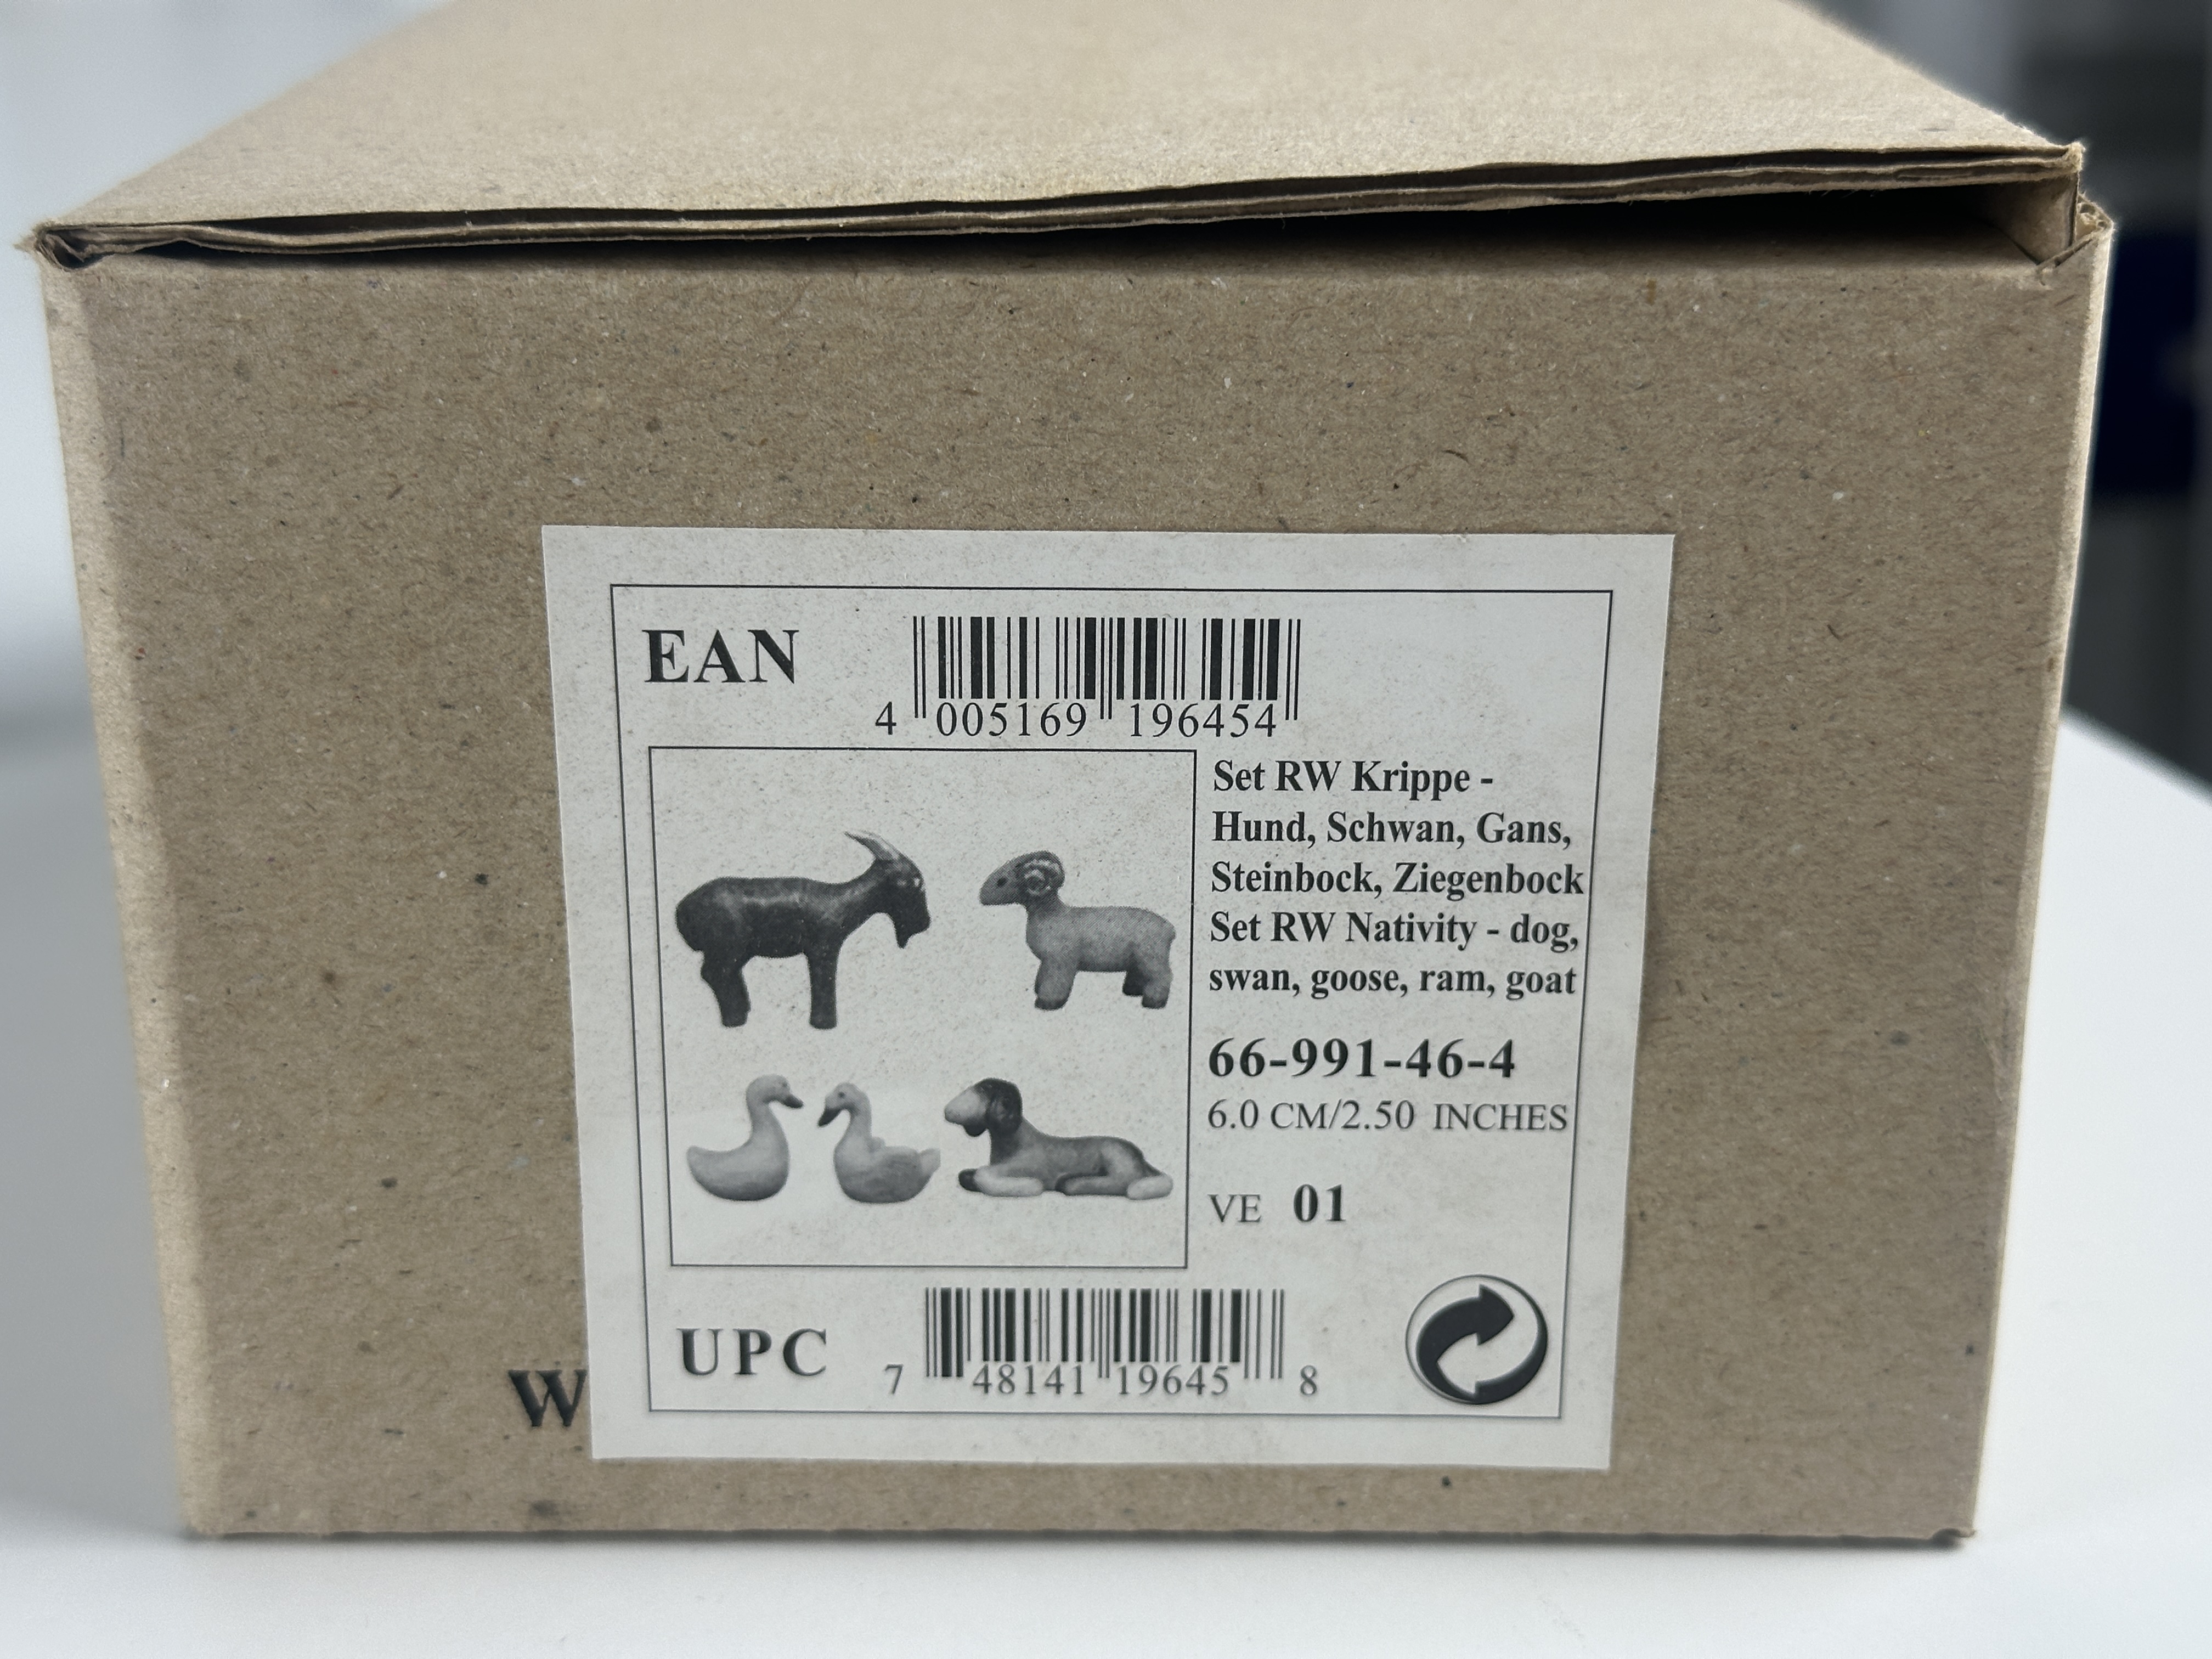 EAN
4 005169 196454
Set RW Krippe -
Hund, Schwan, Gans,
Steinbock, Ziegenbock
Set RW Nativity - dog,
swan, goose, ram, goat
66-991-46-4
6.0 CM/2.50 INCHES
VE 01
UPC
7 48141 19645 8
W